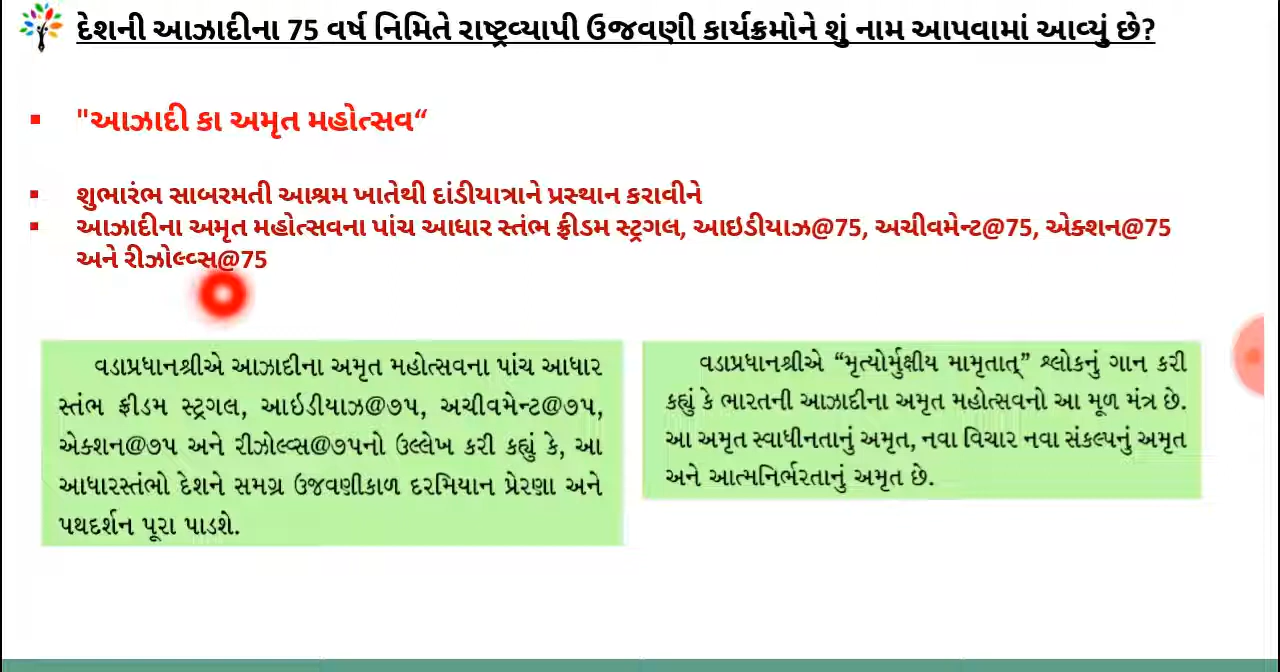 દેશની આઝાદીના 75 વર્ષ નિમિતે રાષ્ટ્રવ્યાપી ઉજવણી કાર્યક્રમોને શું નામ આપવામાં આવ્યું છે?
"આઝાદી કા અમૃત મહોત્સવ“
શુભારંભ સાબરમતી આશ્રમ ખાતેથી દાંડીયાત્રાને પ્રસ્થાન કરાવીને
આઝાદીના અમૃત મહોત્સવના પાંચ આધાર સ્તંભ ફ્રીડમ સ્ટ્રગલ, આઇડીયાઝ@75, અચીવમેન્ટ@75, એક્શન@75
અને રીઝોલ્વ્સ@75
વડાપ્રધાનશ્રીએ આઝાદીના અમૃત મહોત્સવના પાંચ આધાર
સ્તંભ ફ્રીડમ સ્ટ્રગલ, આઇડીયાઝ@૭૫, અચીવમેન્ટ@૭૫,
એક્શન@૭૫ અને રીઝોલ્વ્સ@૭૫નો ઉલ્લેખ કરી કહ્યું કે, આ
આધારસ્તંભો દેશને સમગ્ર ઉજવણીકાળ દરમિયાન પ્રેરણા અને
પથદર્શન પૂરા પાડશે.
વડાપ્રધાનશ્રીએ “મૃત્યોર્મુક્ષીય મામૃતાત્” શ્લોકનું ગાન કરી
કહ્યું કે ભારતની આઝાદીના અમૃત મહોત્સવનો આ મૂળ મંત્ર છે.
આ અમૃત સ્વાધીનતાનું અમૃત, નવા વિચાર નવા સંકલ્પનું અમૃત
અને આત્મનિર્ભરતાનું અમૃત છે.